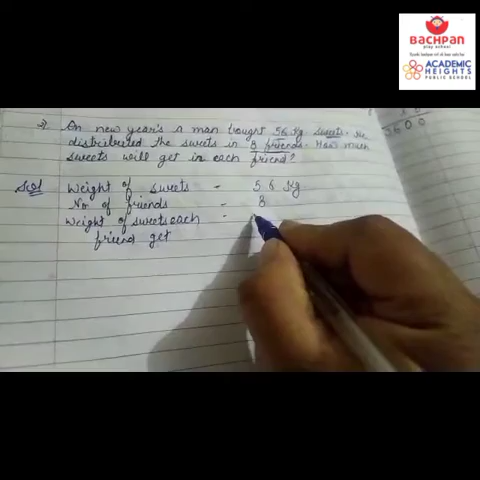 BACHPAN
play school
ACADEMIC
HEIGHTS
PUBLIC SCHOOL
3600
On new year's a man bought 56 kg sweets. He
distributed the sweets in 8 friends. How much
sweets will get in each friend?
Sol Weight of sweets = 56 kg
No of friends = 8
Weight of sweets each =
friend get